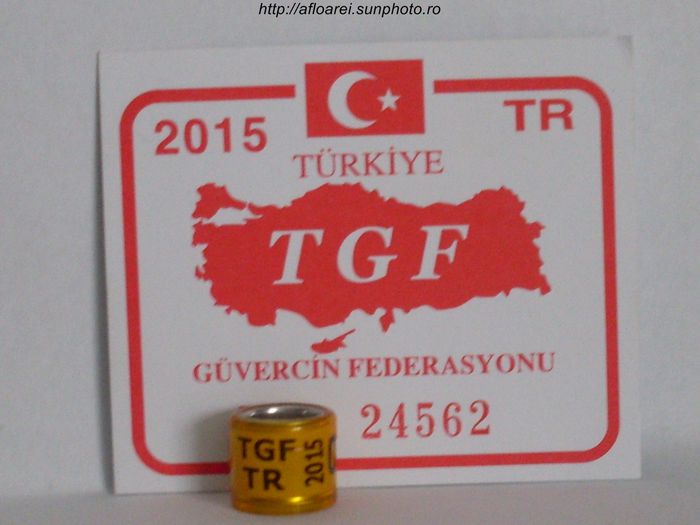 http://afloarei.sunphoto.ro
2015 TR
TÜRKİYE
TGF
GÜVERCİN FEDERASYONU
24562
TGF
TR
2015